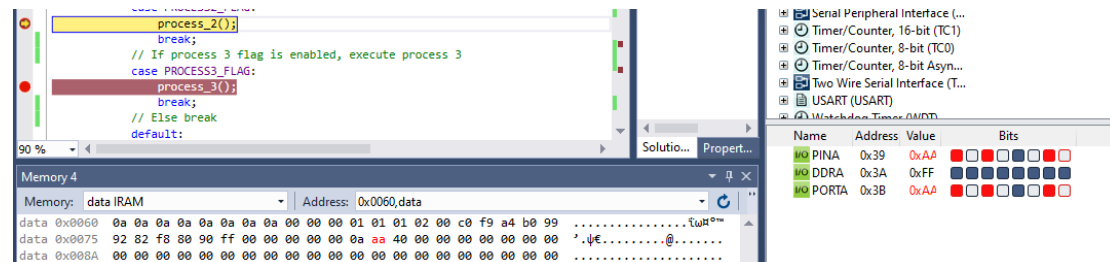 case PROCESS2_FLAG:
process_2();
break;
// If process 3 flag is enabled, execute process 3
case PROCESS3_FLAG:
process_3();
break;
// Else break
default:
90 %
Solutio... Propert...
Memory 4
Memory: data IRAM Address: 0x0060,data
data 0x0060 0a 0a 0a 0a 0a 0a 0a 0a 00 00 00 01 01 01 02 00 c0 f9 a4 b0 99 ................ΐω¤°™
data 0x0075 92 82 f8 80 90 ff 00 00 00 00 00 0a aa 40 00 00 00 00 00 00 00 ’‚ψ€.........@.......
data 0x008A 00 00 00 00 00 00 00 00 00 00 00 00 00 00 00 00 00 00 00 00 00 .....................
Serial Peripheral Interface (...
Timer/Counter, 16-bit (TC1)
Timer/Counter, 8-bit (TC0)
Timer/Counter, 8-bit Asyn...
Two Wire Serial Interface (T...
USART (USART)
Watchdog Timer (WDT)
Name Address Value Bits
I/O PINA 0x39 0xAA
I/O DDRA 0x3A 0xFF
I/O PORTA 0x3B 0xAA